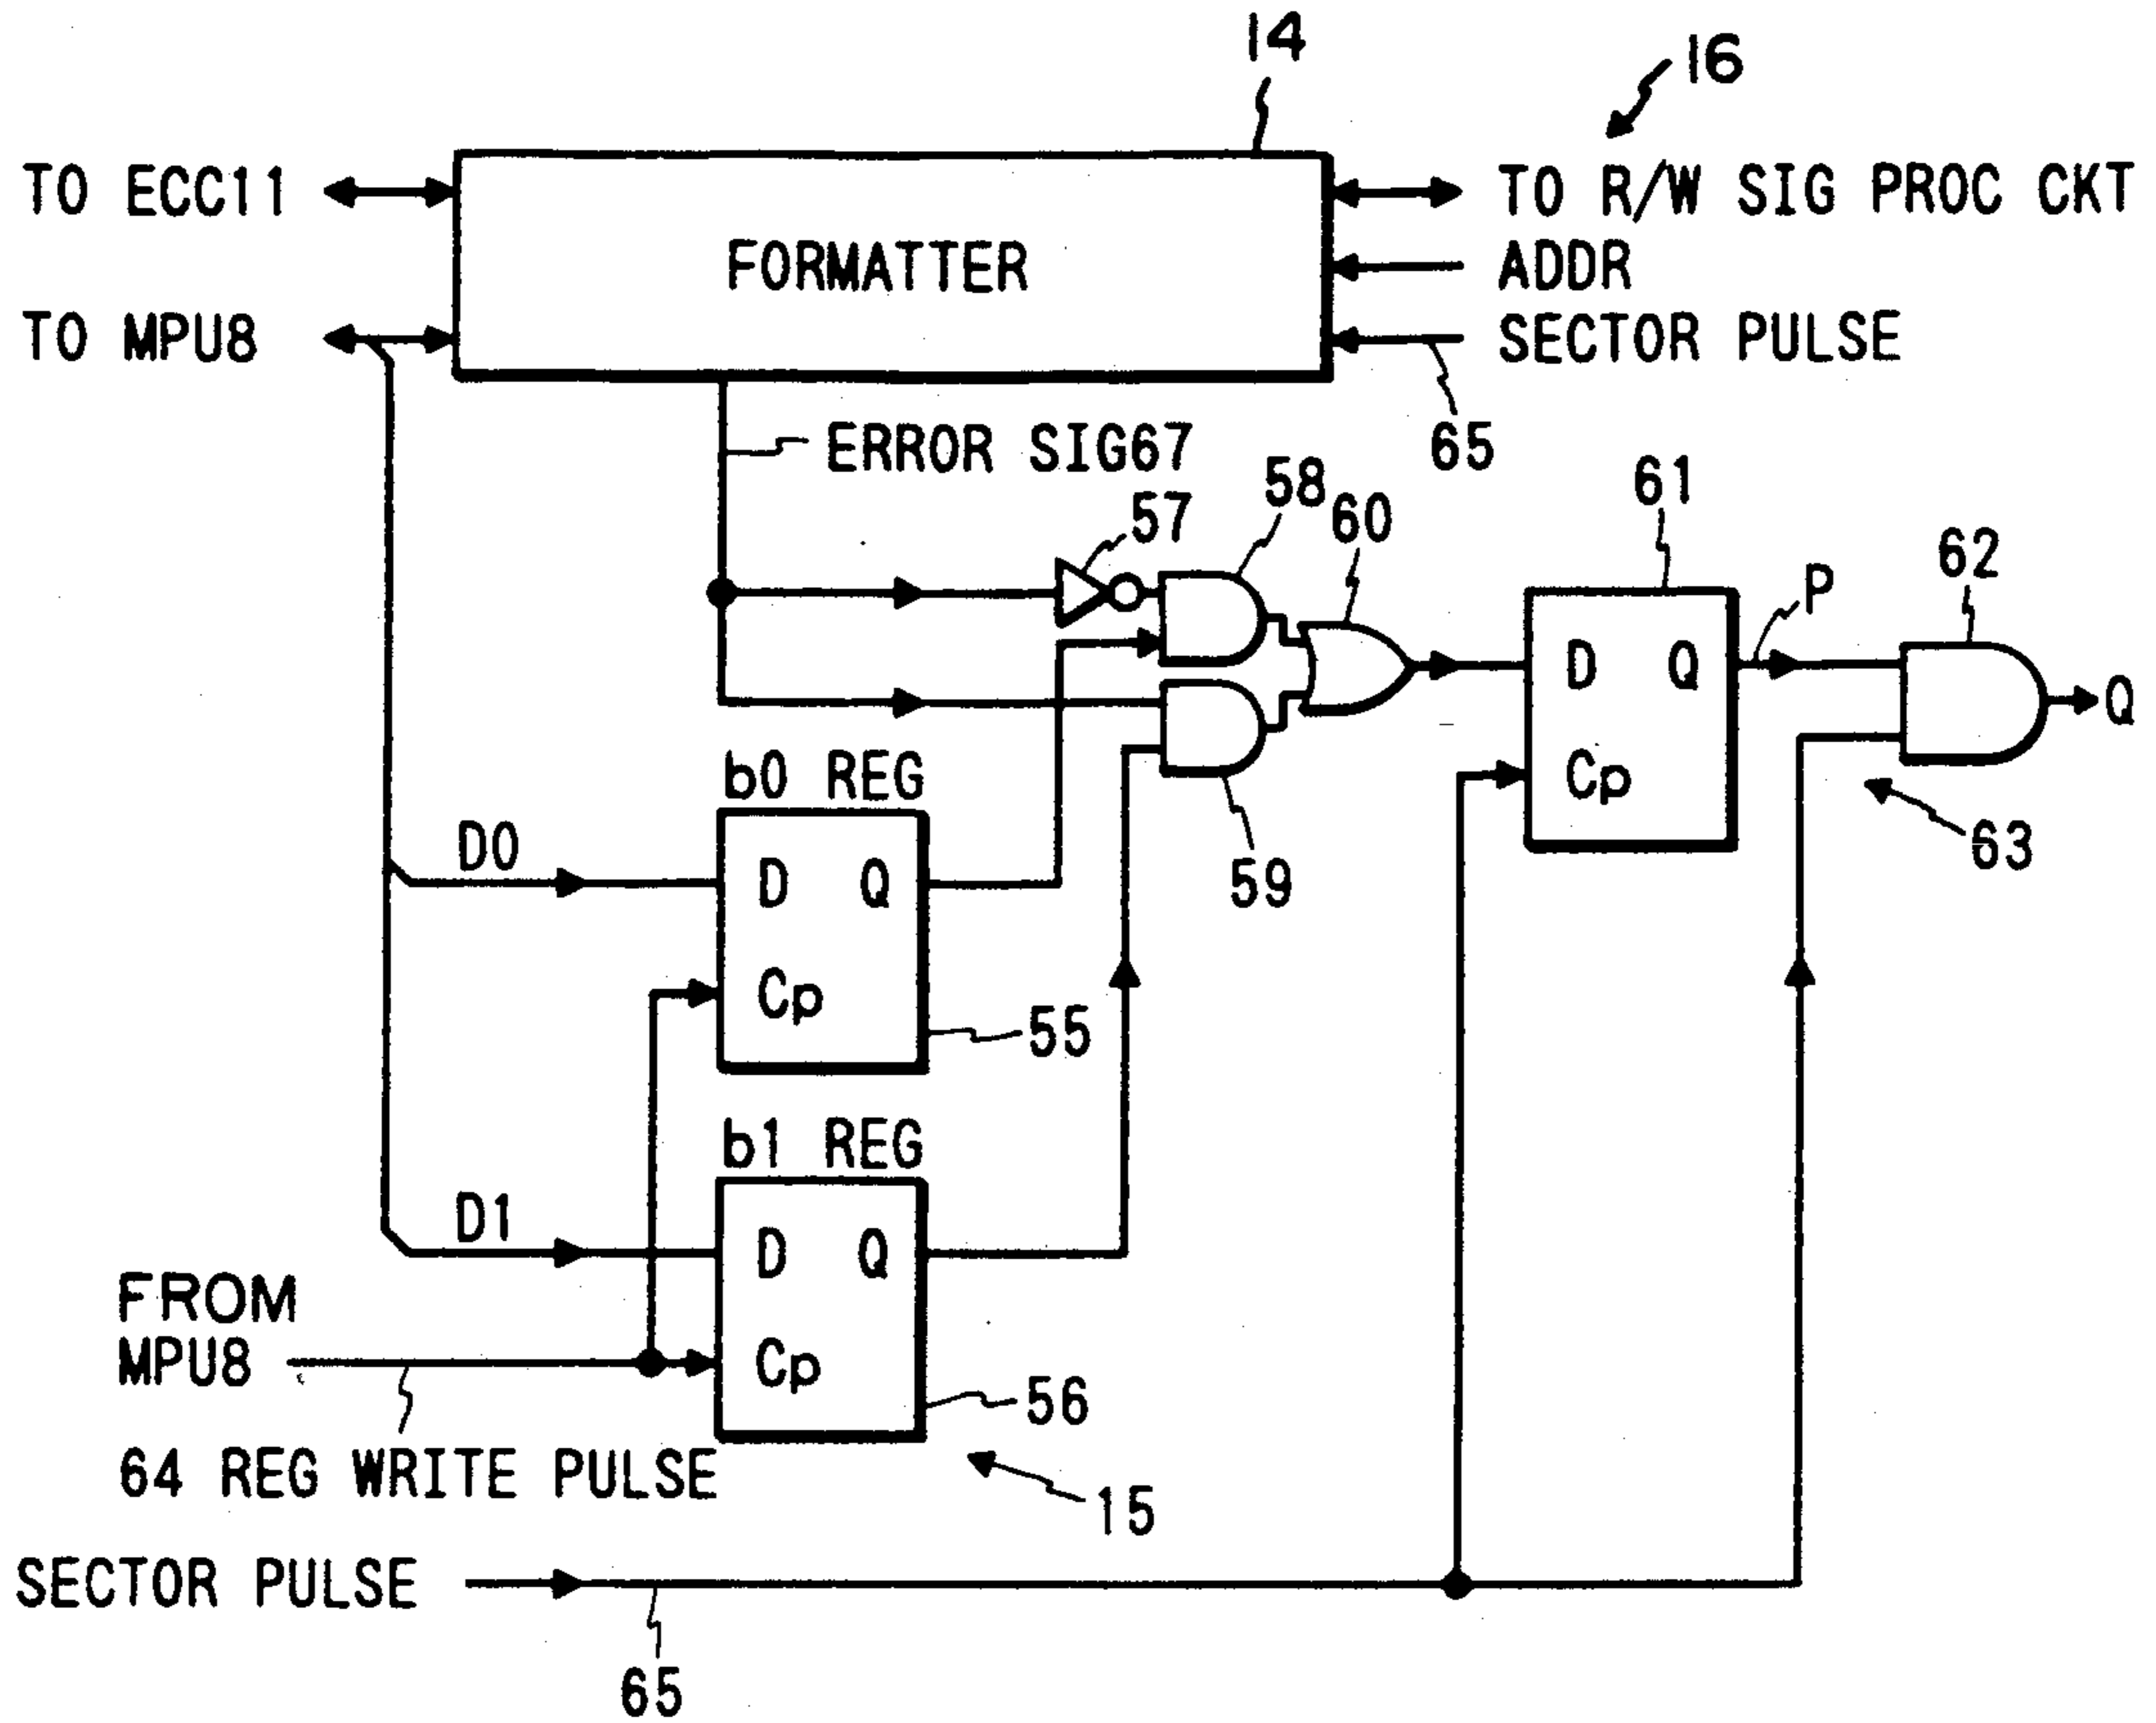 14
16
TO ECC11
TO R/W SIG PROC CKT
FORMATTER
ADDR
TO MPU8
SECTOR PULSE
65
ERROR SIG67
57
58
60
61
62
P
D Q
Cp
Q
63
59
b0 REG
D0
D Q
Cp
55
b1 REG
D1
D Q
Cp
56
FROM
MPU8
64 REG WRITE PULSE
15
SECTOR PULSE
65